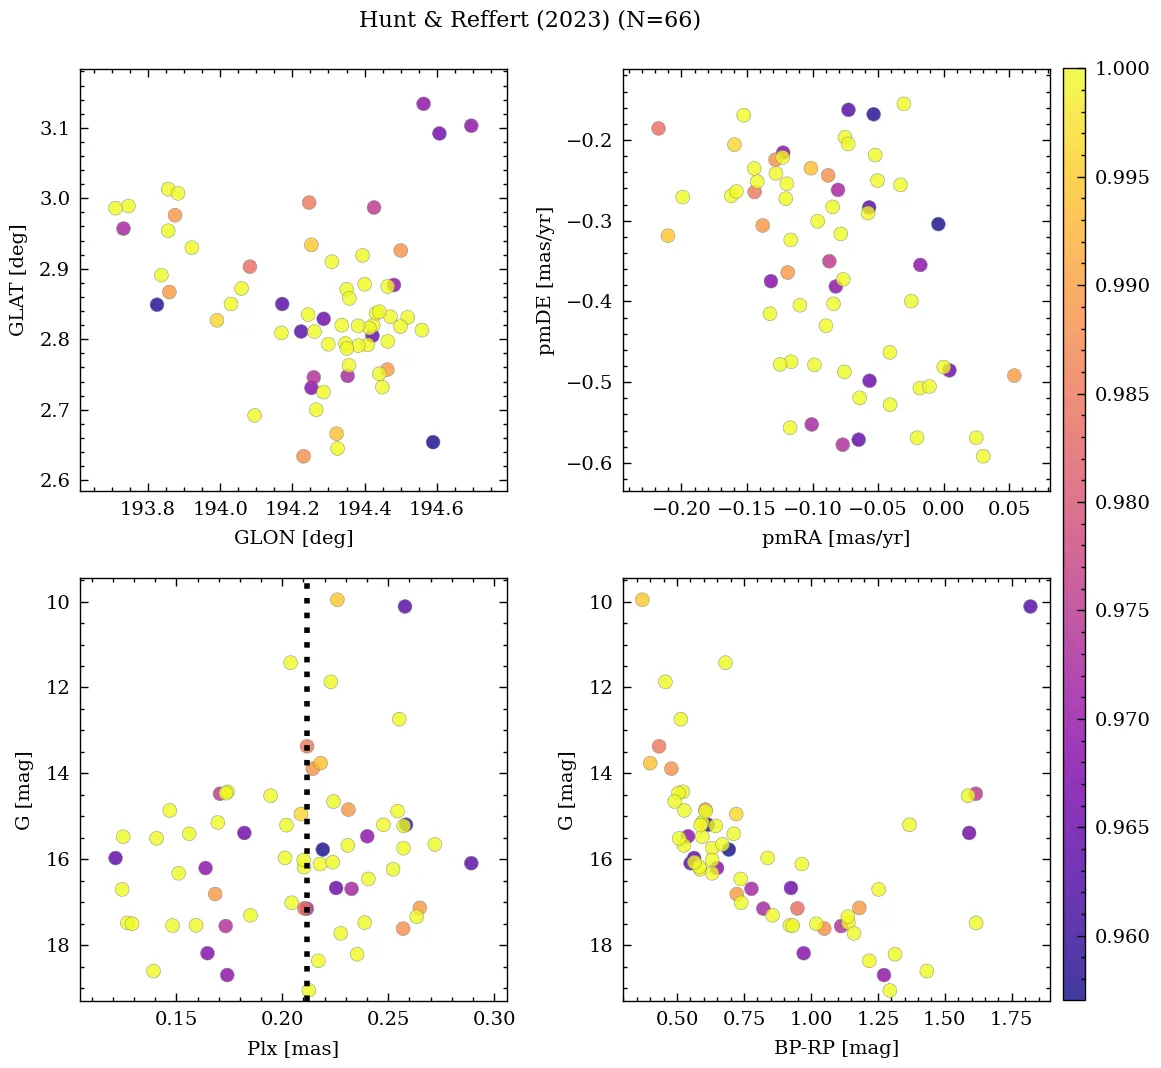 Hunt & Reffert (2023) (N=66)
3.1
3.0
2.9
2.8
2.7
2.6
GLAT [deg]
193.8 194.0 194.2 194.4 194.6
GLON [deg]
−0.2
−0.3
−0.4
−0.5
−0.6
pmDE [mas/yr]
−0.20 −0.15 −0.10 −0.05 0.00 0.05
pmRA [mas/yr]
10
12
14
16
18
G [mag]
0.15 0.20 0.25 0.30
Plx [mas]
10
12
14
16
18
G [mag]
0.50 0.75 1.00 1.25 1.50 1.75
BP-RP [mag]
1.000
0.995
0.990
0.985
0.980
0.975
0.970
0.965
0.960